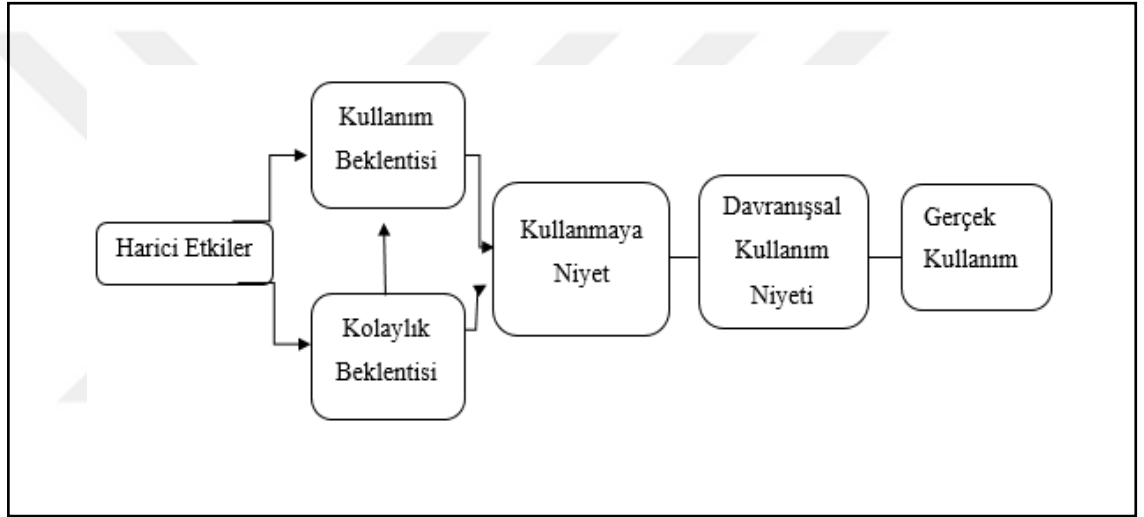 Kullanım
Beklentisi
Harici Etkiler
Kolaylık
Beklentisi
Kullanmaya
Niyet
Davranışsal
Kullanım
Niyeti
Gerçek
Kullanım